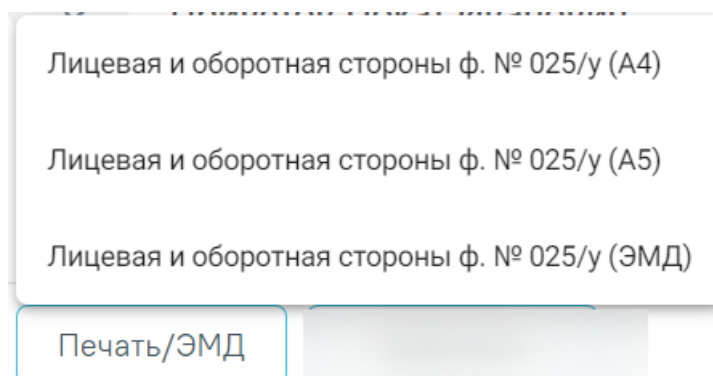 Лицевая и оборотная стороны ф. № 025/у (А4)
Лицевая и оборотная стороны ф. № 025/у (А5)
Лицевая и оборотная стороны ф. № 025/у (ЭМД)
Печать/ЭМД